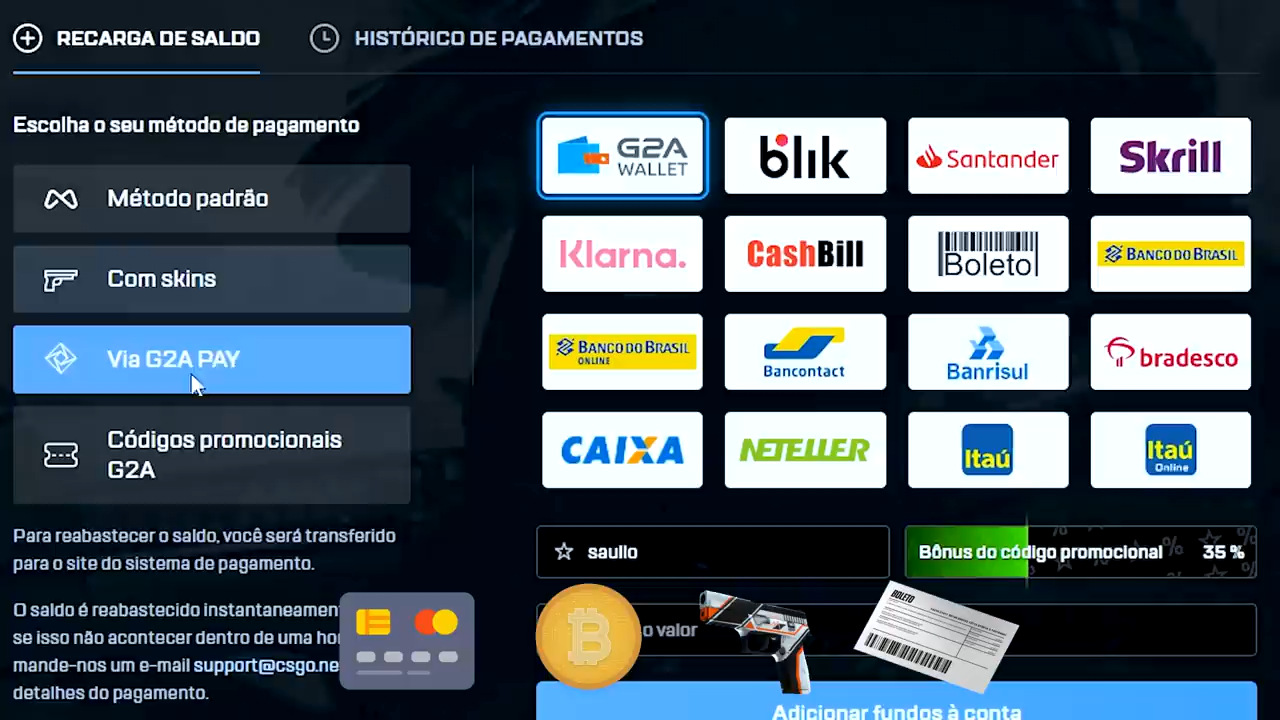 RECARGA DE SALDO
HISTÓRICO DE PAGAMENTOS
Escolha o seu método de pagamento
Método padrão
Com skins
Via G2A PAY
Códigos promocionais
G2A
Para reabastecer o saldo, você será transferido
para o site do sistema de pagamento.
O saldo é reabastecido instantaneamen
se isso não acontecer dentro de uma ho
mande-nos um e-mail support@csgo.ne
detalhes do pagamento.
G2A
WALLET
blik
Santander
Skrill
Klarna.
CashBill
Boleto
BANCO DO BRASIL
BANCO DO BRASIL
ONLINE
Bancontact
Banrisul
bradesco
CAIXA
NETELLER
Itaú
Itaú
Online
saullo
Bônus do código promocional 35 %
o valor
BOLETO
Adicionar fundos à conta